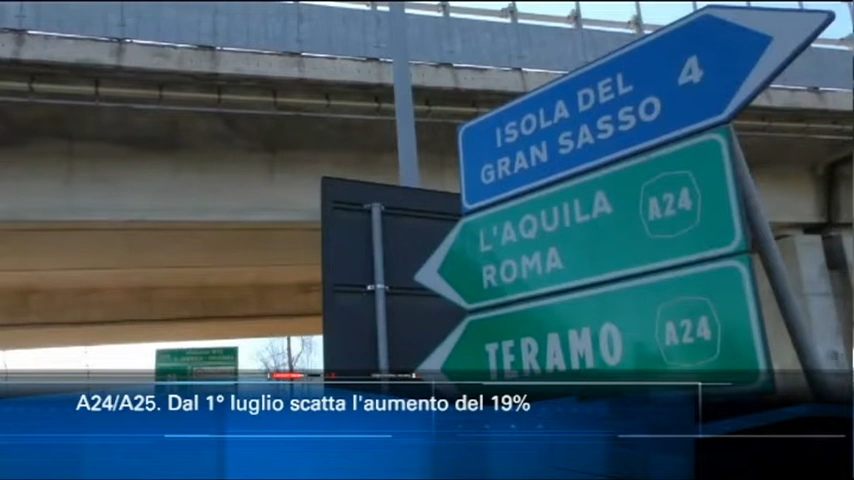 ISOLA DEL
GRAN SASSO 4
L'AQUILA
ROMA
A24
TERAMO
A24
A24/A25. Dal 1° luglio scatta l'aumento del 19%